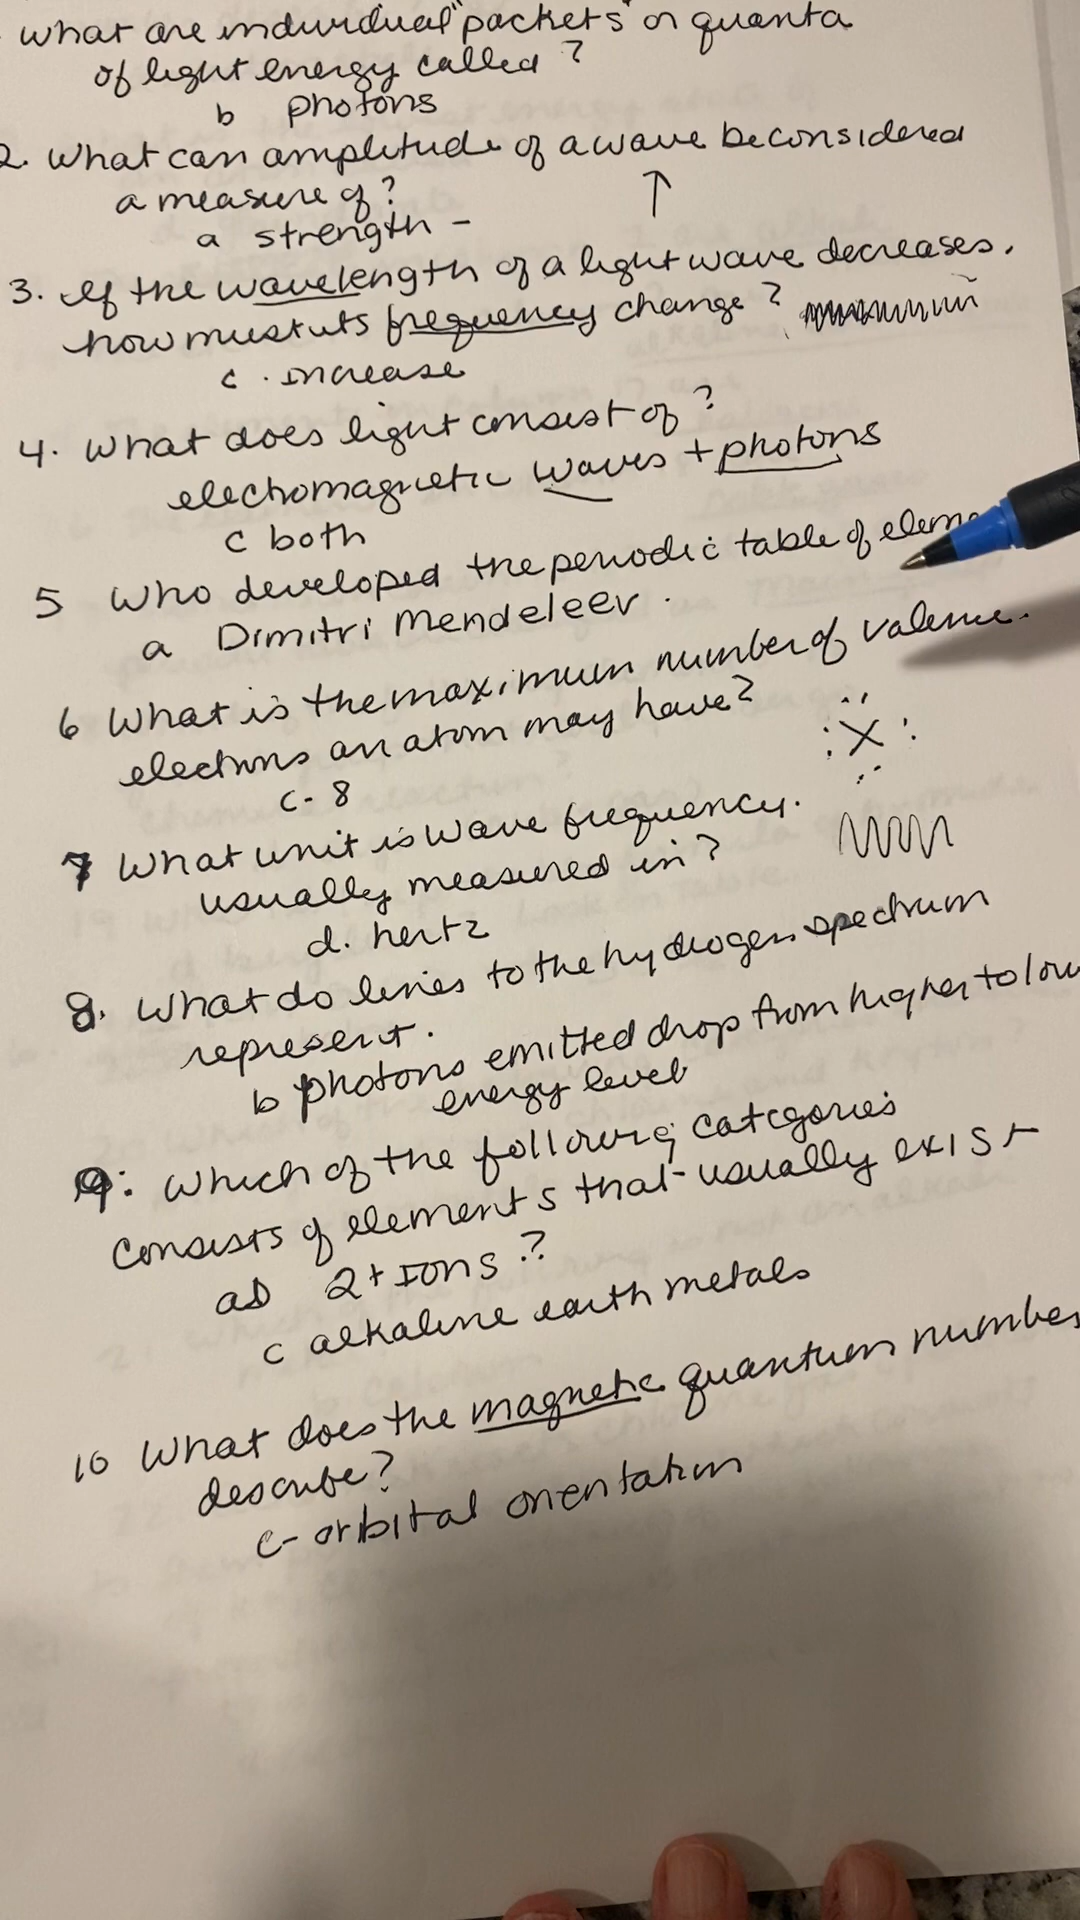 what are individual "packets" or quanta
of light energy called?
b photons
2. What can amplitude of a wave be considered
a measure of?
a strength -
3. If the wavelength of a light wave decreases.
how must its frequency change?
c. increase
4. What does light consist of?
electromagnetic waves + photons
c both
5 Who developed the periodic table of
a Dimitri Mendeleev.
6 What is the maximum number of valence.
electrons an atom may have?
:X:
c- 8
7 What unit is wave frequency.
usually measured in?
d. hertz
8. What do lines to the hydrogen spectrum
represent.
b photons emitted drop from higher to low
energy level
9: Which of the following categories
consists of elements that usually exist
as 2+ ions?
c alkaline earth metals
10 What does the magnetic quantum number
describe?
c- orbital orientation